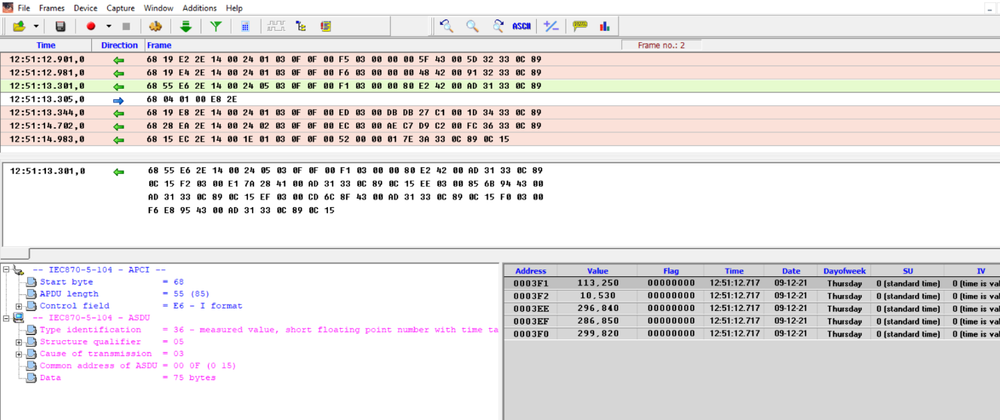 File Frames Device Capture Window Additions Help
ASCII
Time Direction Frame Frame no.: 2
12:51:12.901,0 68 19 E2 2E 14 00 24 01 03 0F 0F 00 F5 03 00 00 00 5F 43 00 5D 32 33 0C 89
12:51:12.981,0 68 19 E4 2E 14 00 24 01 03 0F 0F 00 F6 03 00 00 00 48 42 00 91 32 33 0C 89
12:51:13.301,0 68 55 E6 2E 14 00 24 05 03 0F 0F 00 F1 03 00 00 80 E2 42 00 AD 31 33 0C 89
12:51:13.305,0 68 04 01 00 E8 2E
12:51:13.344,0 68 19 E8 2E 14 00 24 01 03 0F 0F 00 ED 03 00 DB DB 27 C1 00 1D 34 33 0C 89
12:51:14.702,0 68 28 EA 2E 14 00 24 02 03 0F 0F 00 EC 03 00 AE C7 D9 C2 00 FC 36 33 0C 89
12:51:14.983,0 68 15 EC 2E 14 00 1E 01 03 0F 0F 00 52 00 00 01 7E 3A 33 0C 89 0C 15
12:51:13.301,0 68 55 E6 2E 14 00 24 05 03 0F 0F 00 F1 03 00 00 80 E2 42 00 AD 31 33 0C 89
0C 15 F2 03 00 E1 7A 28 41 00 AD 31 33 0C 89 0C 15 EE 03 00 85 6B 94 43 00
AD 31 33 0C 89 0C 15 EF 03 00 CD 6C 8F 43 00 AD 31 33 0C 89 0C 15 F0 03 00
F6 E8 95 43 00 AD 31 33 0C 89 0C 15
-- IEC870-5-104 - APCI --
Start byte = 68
APDU length = 55 (85)
Control field = E6 - I format
-- IEC870-5-104 - ASDU
Type identification = 36 - measured value, short floating point number with time ta
Structure qualifier = 05
Cause of transmission = 03
Common address of ASDU = 00 0F (0 15)
Data = 75 bytes
Address Value Flag Time Date Dayofweek SU IV
0003F1 113,250 00000000 12:51:12.717 09-12-21 Thursday 0 (standard time) 0 (time is val
0003F2 10,530 00000000 12:51:12.717 09-12-21 Thursday 0 (standard time) 0 (time is val
0003EE 296,840 00000000 12:51:12.717 09-12-21 Thursday 0 (standard time) 0 (time is val
0003EF 286,850 00000000 12:51:12.717 09-12-21 Thursday 0 (standard time) 0 (time is val
0003F0 299,820 00000000 12:51:12.717 09-12-21 Thursday 0 (standard time) 0 (time is val